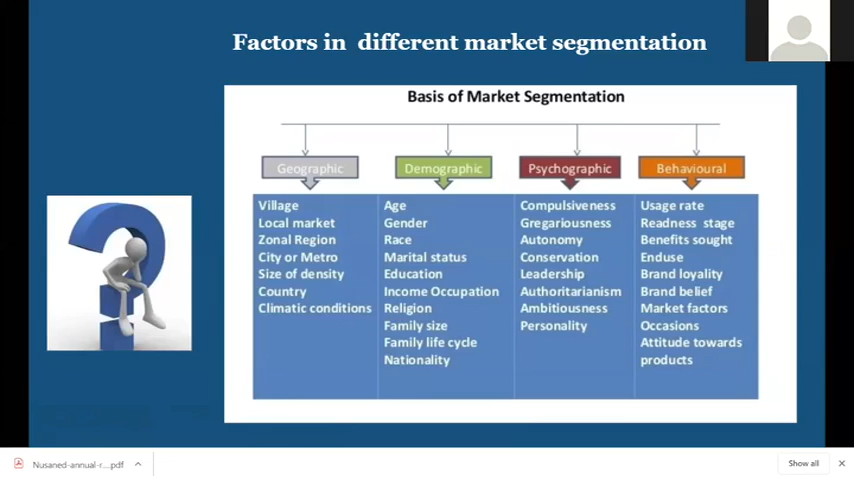 Factors in different market segmentation
Basis of Market Segmentation
Geographic
Demographic
Psychographic
Behavioural
Village
Local market
Zonal Region
City or Metro
Size of density
Country
Climatic conditions
Age
Gender
Race
Marital status
Education
Income Occupation
Religion
Family size
Family life cycle
Nationality
Compulsiveness
Gregariousness
Autonomy
Conservation
Leadership
Authoritarianism
Ambitiousness
Personality
Usage rate
Readness stage
Benefits sought
Enduse
Brand loyality
Brand belief
Market factors
Occasions
Attitude towards
products
Nusaned-annual-r....pdf
Show all